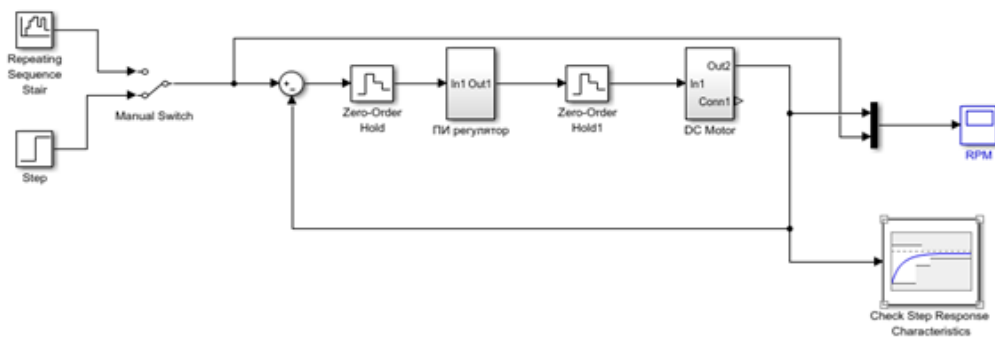 Repeating
Sequence
Stair
Manual Switch
Step
+
-
Zero-Order
Hold
In1 Out1
ПИ регулятор
Zero-Order
Hold1
Out2
In1
Conn1
DC Motor
RPM
Check Step Response
Characteristics